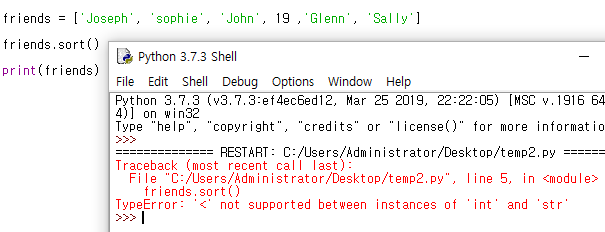 friends = ['Joseph', 'sophie', 'John', 19 ,'Glenn', 'Sally']
friends.sort()
print(friends)
Python 3.7.3 Shell
File Edit Shell Debug Options Window Help
Python 3.7.3 (v3.7.3:ef4ec6ed12, Mar 25 2019, 22:22:05) [MSC v.1916 64
4)] on win32
Type "help", "copyright", "credits" or "license()" for more informatio
>>>
============== RESTART: C:/Users/Administrator/Desktop/temp2.py =======
Traceback (most recent call last):
  File "C:/Users/Administrator/Desktop/temp2.py", line 5, in <module>
    friends.sort()
TypeError: '<' not supported between instances of 'int' and 'str'
>>>